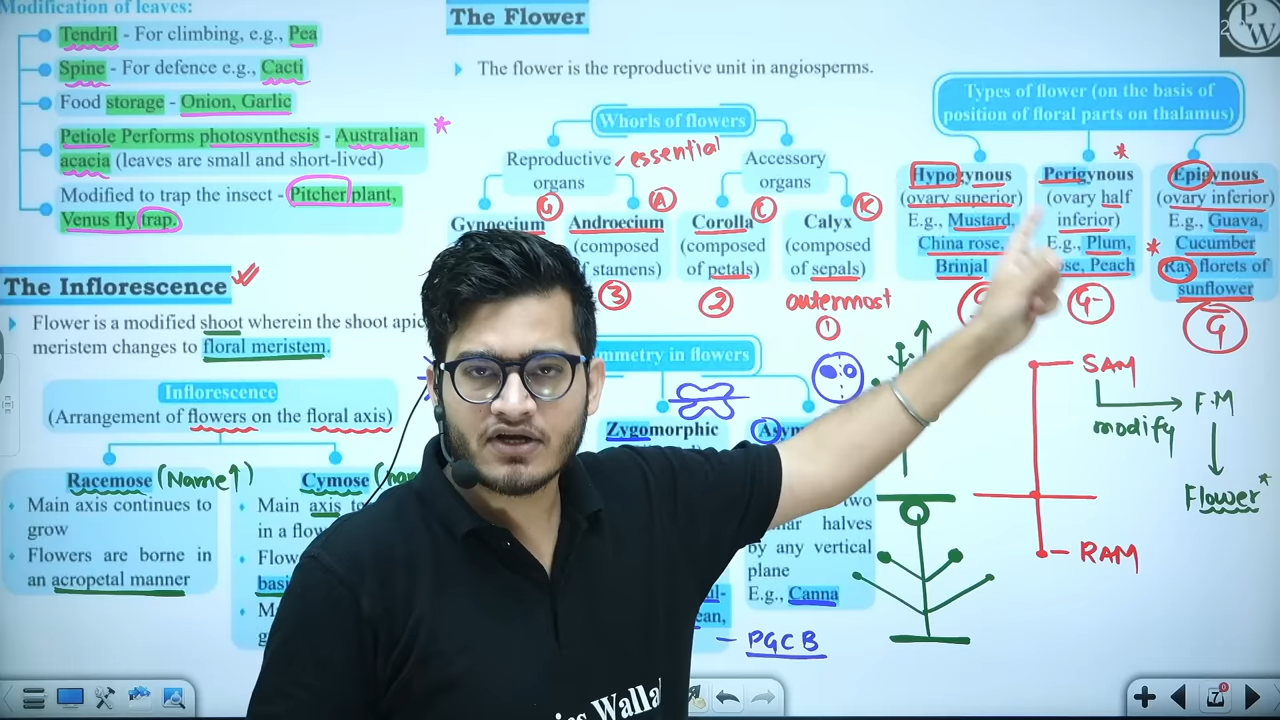 Modification of leaves:
Tendril - For climbing, e.g., Pea
Spine - For defence e.g., Cacti
Food storage - Onion, Garlic
Petiole Performs photosynthesis - Australian *
acacia (leaves are small and short-lived)
Modified to trap the insect - Pitcher plant,
Venus fly trap
The Inflorescence
Flower is a modified shoot wherein the shoot
meristem changes to floral meristem.
Inflorescence
(Arrangement of flowers on the floral axis)
Racemose (Name↑)
Main axis continues to
grow
Flowers are borne in
an acropetal manner
Cymose
Main axis
in a
The Flower
The flower is the reproductive unit in angiosperms.
Whorls of flowers
Reproductive essential
organs
Accessory
organs
G
Gynoecium
A
Androecium
(composed
stamens)
3
C
Corolla
(composed
of petals)
2
K
Calyx
(composed
of sepals)
outermost
1
in flowers
Zygomorphic
two
halves
by any vertical
plane
E.g., Canna
- PGCB
Types of flower (on the basis of
position of floral parts on thalamus)
Hypogynous
(ovary superior)
E.g., Mustard,
China rose,
Brinjal
*
Perigynous
(ovary half
inferior)
E.g., Plum,
Peach
G-
Epigynous
(ovary inferior)
E.g., Guava,
* Cucumber
Ray florets of
sunflower
G
SAM
modify
F.M
Flower*
RAM
PW
7